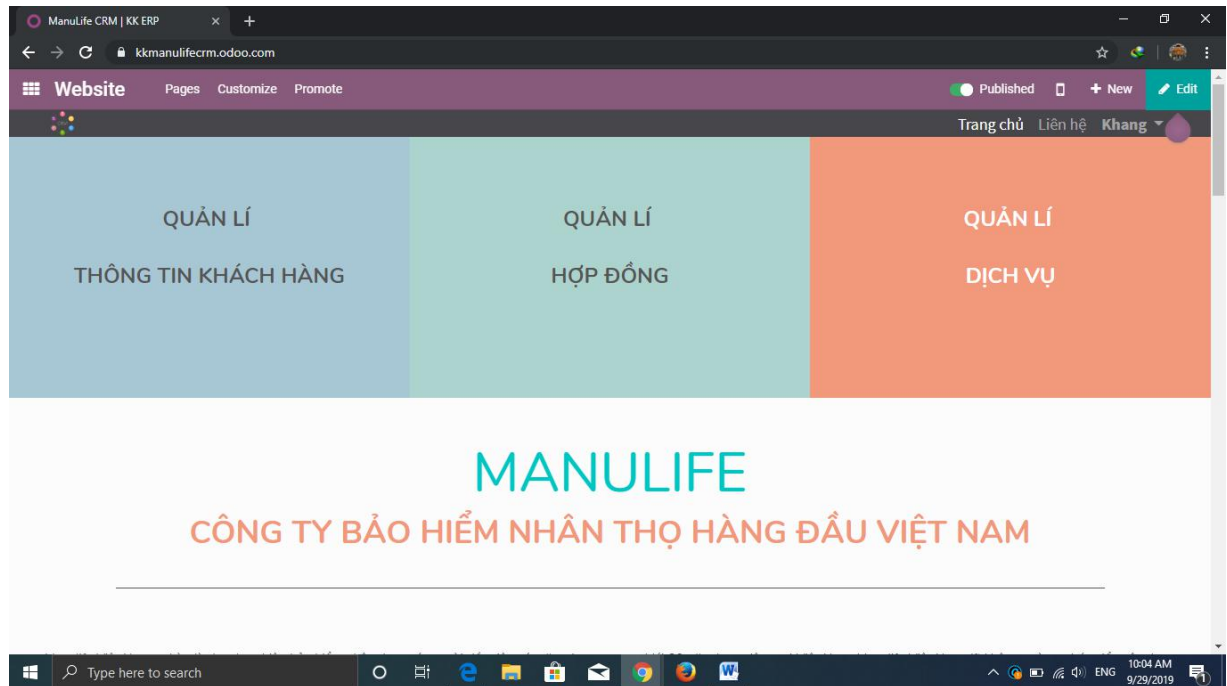 ManuLife CRM | KK ERP
kkmanulifecrm.odoo.com
Website Pages Customize Promote Published New Edit
Trang chủ Liên hệ Khang
QUẢN LÍ
THÔNG TIN KHÁCH HÀNG
QUẢN LÍ
HỢP ĐỒNG
QUẢN LÍ
DỊCH VỤ
MANULIFE
CÔNG TY BẢO HIỂM NHÂN THỌ HÀNG ĐẦU VIỆT NAM
Type here to search
ENG
10:04 AM
9/29/2019